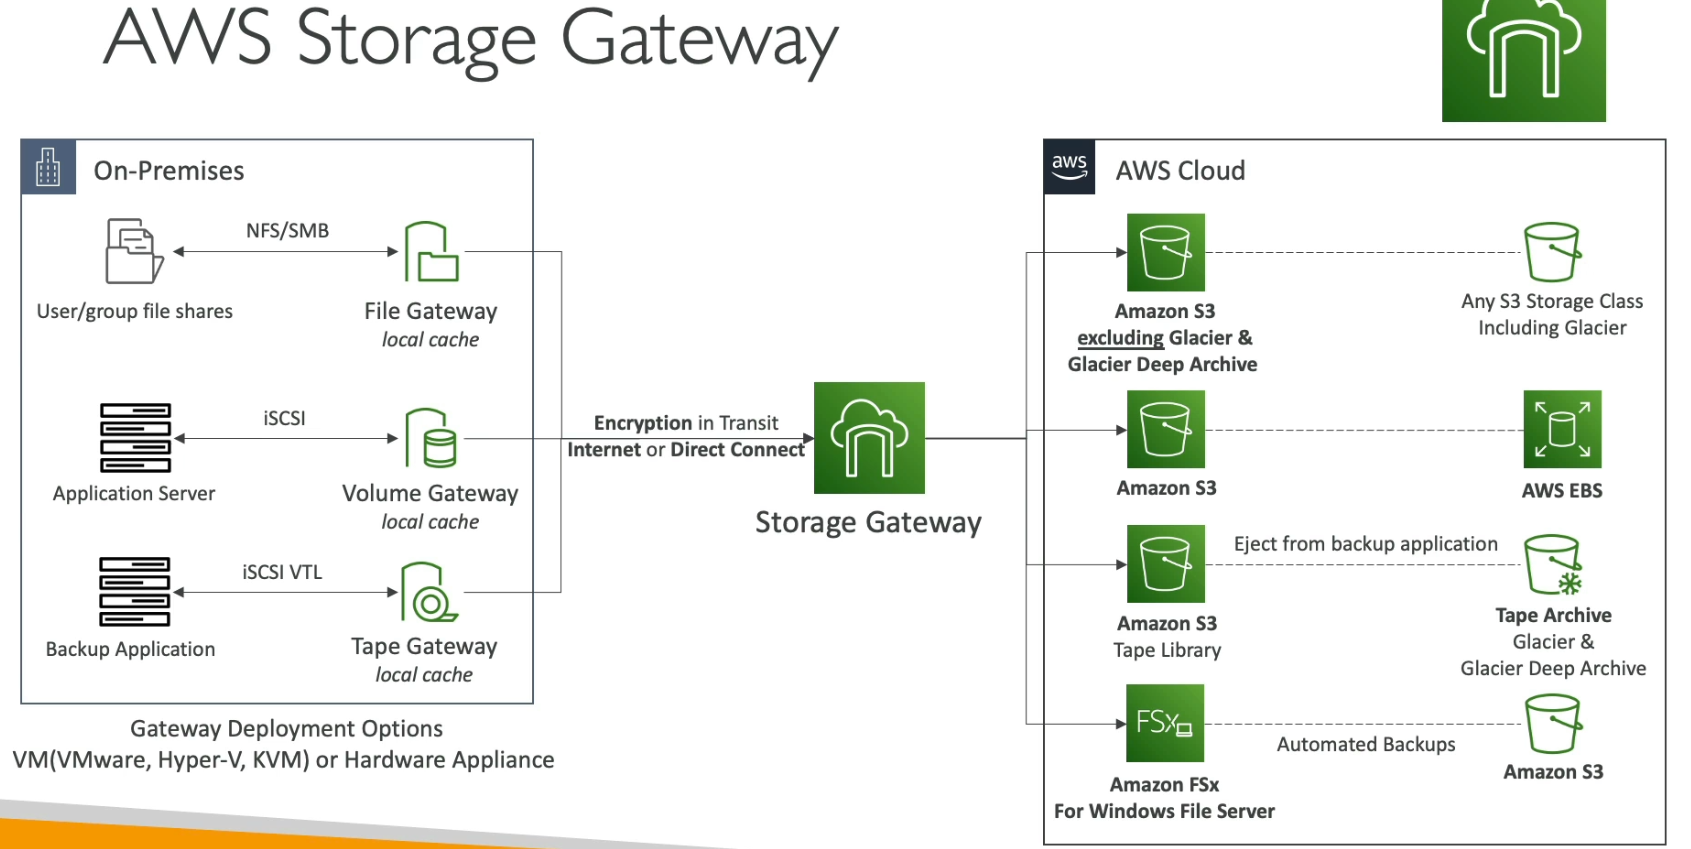 AWS Storage Gateway
On-Premises
NFS/SMB
User/group file shares
File Gateway
local cache
iSCSI
Application Server
Volume Gateway
local cache
iSCSI VTL
Backup Application
Tape Gateway
local cache
Gateway Deployment Options
VM(VMware, Hyper-V, KVM) or Hardware Appliance
Encryption in Transit
Internet or Direct Connect
Storage Gateway
aws
AWS Cloud
Amazon S3
excluding Glacier &
Glacier Deep Archive
Any S3 Storage Class
Including Glacier
Amazon S3
AWS EBS
Amazon S3
Tape Library
Eject from backup application
Tape Archive
Glacier &
Glacier Deep Archive
FSx
Amazon FSx
For Windows File Server
Automated Backups
Amazon S3